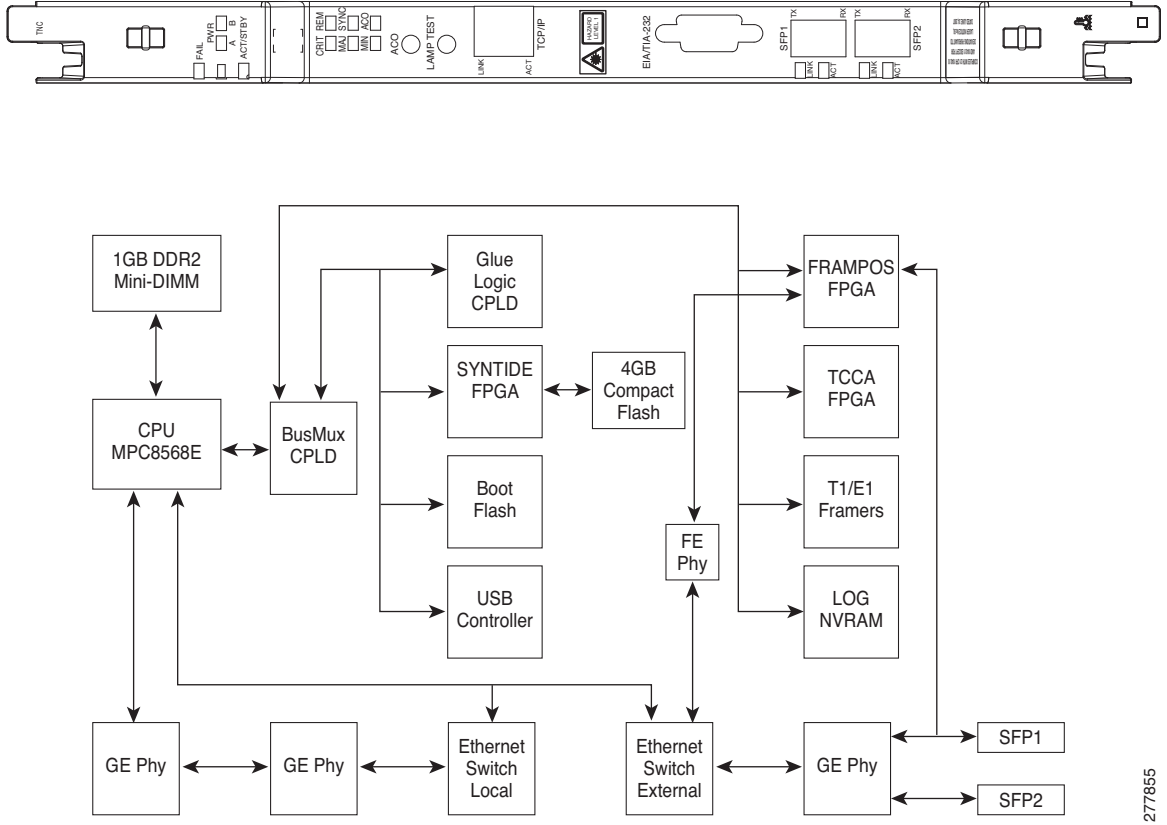 TNC
FAIL
PWR
A B
ACT/STBY
CRIT REM
MAJ SYNC
MIN ACO
ACO
LAMP TEST
LINK
ACT
TCP/IP
HAZARD
LEVEL 1
EIA/TIA-232
SFP1
TX
RX
LINK
ACT
TX
RX
SFP2
LINK
ACT
1GB DDR2
Mini-DIMM
CPU
MPC8568E
BusMux
CPLD
Glue
Logic
CPLD
SYNTIDE
FPGA
4GB
Compact
Flash
Boot
Flash
USB
Controller
FRAMPOS
FPGA
TCCA
FPGA
T1/E1
Framers
FE
Phy
LOG
NVRAM
GE Phy
GE Phy
Ethernet
Switch
Local
Ethernet
Switch
External
GE Phy
SFP1
SFP2
277855